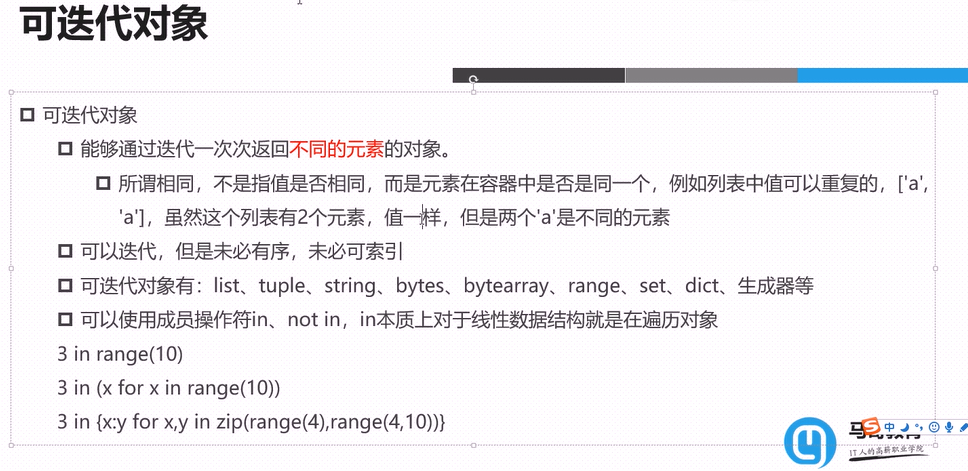 可迭代对象
可迭代对象
能够通过迭代一次次返回不同的元素的对象。
所谓相同，不是指值是否相同，而是元素在容器中是否是同一个，例如列表中值可以重复的，['a',
'a']，虽然这个列表有2个元素，值一样，但是两个'a'是不同的元素
可以迭代，但是未必有序，未必可索引
可迭代对象有：list、tuple、string、bytes、bytearray、range、set、dict、生成器等
可以使用成员操作符in、not in，in本质上对于线性数据结构就是在遍历对象
3 in range(10)
3 in (x for x in range(10))
3 in {x:y for x,y in zip(range(4),range(4,10))}
中
IT人的高薪职业学院